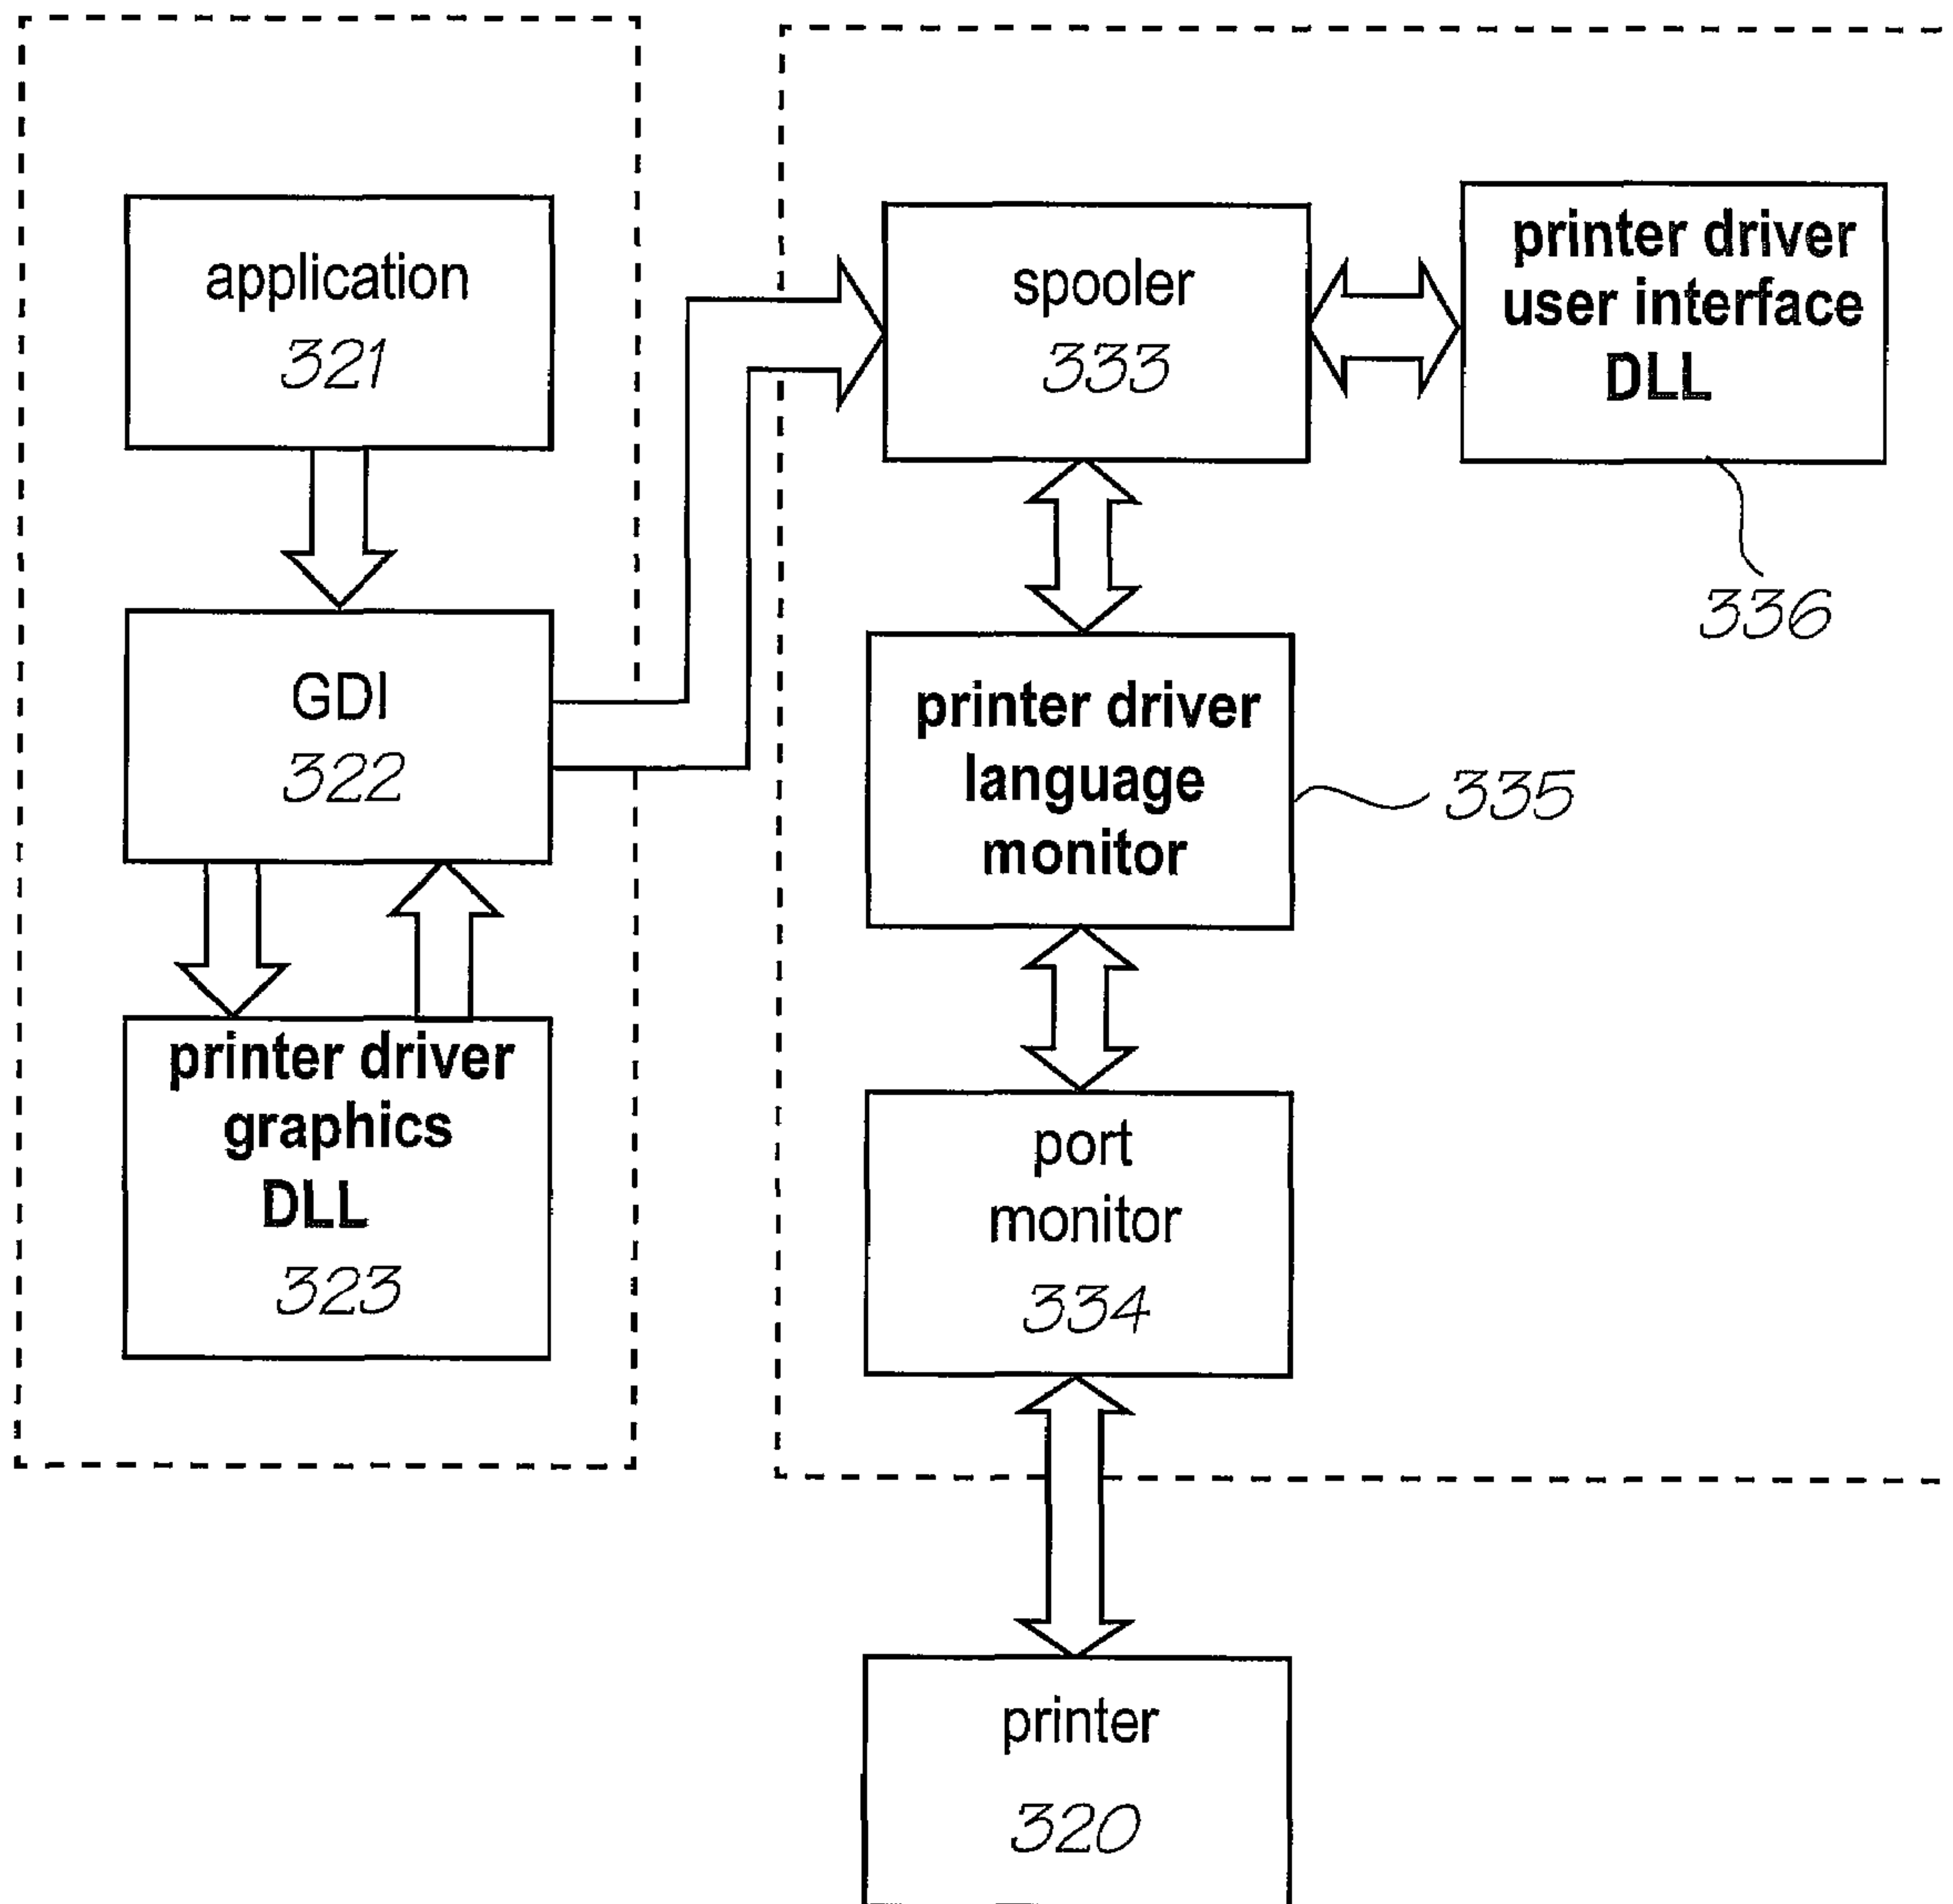 application
321
GDI
322
printer driver
graphics
DLL
323
spooler
333
printer driver
user interface
DLL
336
printer driver
language
monitor
335
port
monitor
334
printer
320